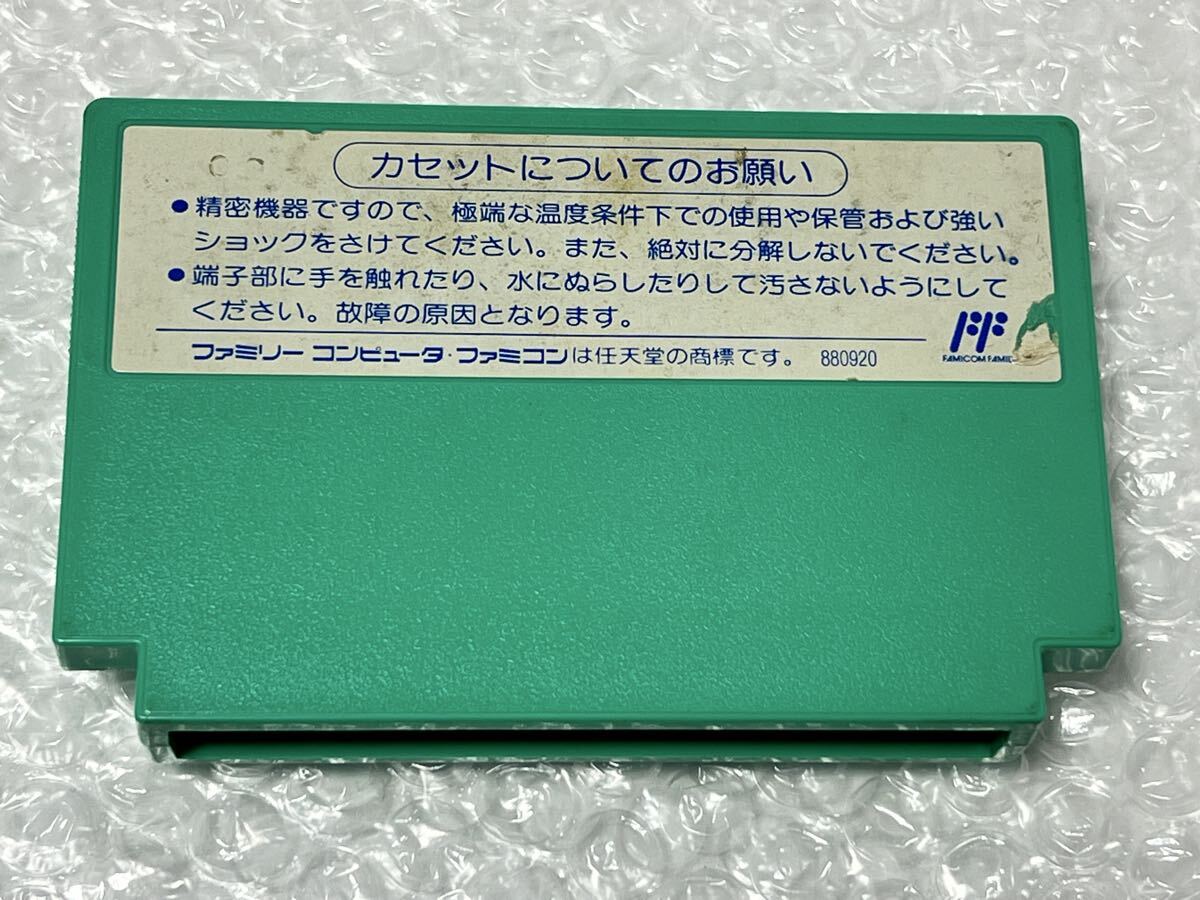 カセットについてのお願い
●精密機器ですので、極端な温度条件下での使用や保管および強い
ショックをさけてください。また、絶対に分解しないでください。
●端子部に手を触れたり、水にぬらしたりして汚さないようにして
ください。故障の原因となります。
ファミリー コンピュータ・ファミコンは任天堂の商標です。 880920
FF
FAMICOM